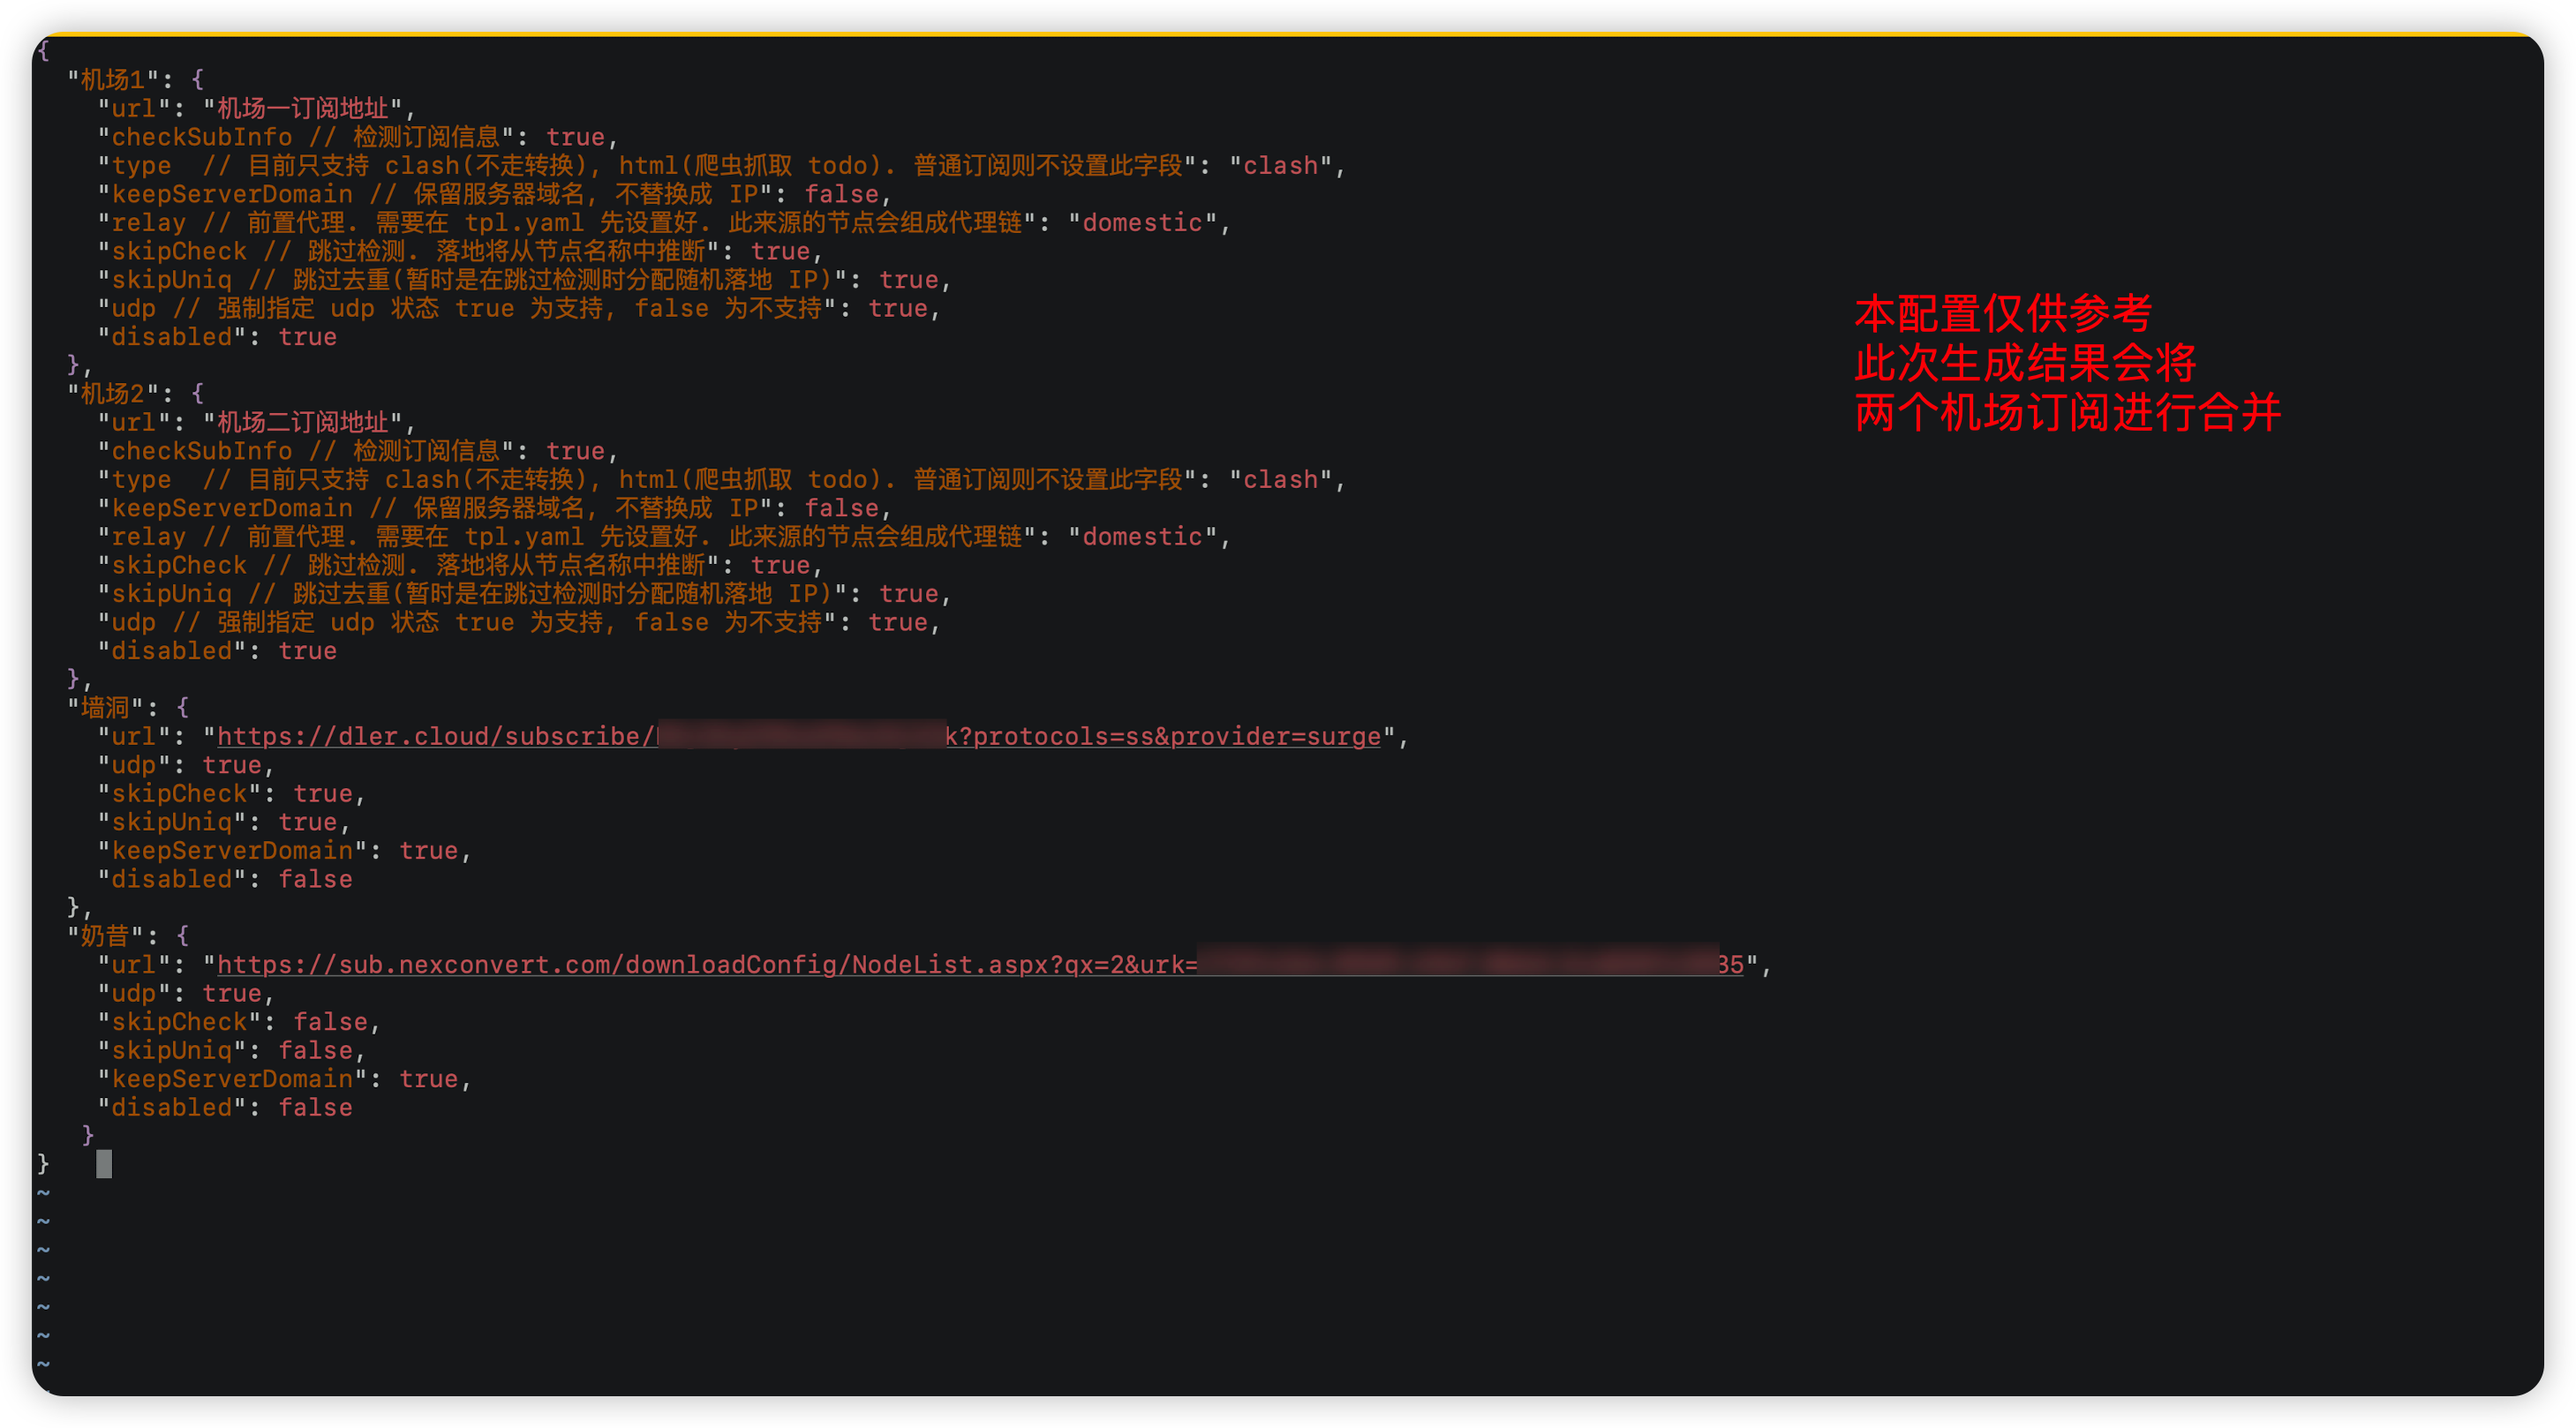 {
  "机场1": {
    "url": "机场一订阅地址",
    "checkSubInfo // 检测订阅信息": true,
    "type  // 目前只支持 clash(不走转换), html(爬虫抓取 todo). 普通订阅则不设置此字段": "clash",
    "keepServerDomain // 保留服务器域名, 不替换成 IP": false,
    "relay // 前置代理. 需要在 tpl.yaml 先设置好. 此来源的节点会组成代理链": "domestic",
    "skipCheck // 跳过检测. 落地将从节点名称中推断": true,
    "skipUniq // 跳过去重(暂时是在跳过检测时分配随机落地 IP)": true,
    "udp // 强制指定 udp 状态 true 为支持, false 为不支持": true,
    "disabled": true
  },
  "机场2": {
    "url": "机场二订阅地址",
    "checkSubInfo // 检测订阅信息": true,
    "type  // 目前只支持 clash(不走转换), html(爬虫抓取 todo). 普通订阅则不设置此字段": "clash",
    "keepServerDomain // 保留服务器域名, 不替换成 IP": false,
    "relay // 前置代理. 需要在 tpl.yaml 先设置好. 此来源的节点会组成代理链": "domestic",
    "skipCheck // 跳过检测. 落地将从节点名称中推断": true,
    "skipUniq // 跳过去重(暂时是在跳过检测时分配随机落地 IP)": true,
    "udp // 强制指定 udp 状态 true 为支持, false 为不支持": true,
    "disabled": true
  },
  "墙洞": {
    "url": "https://dler.cloud/subscribe/k?protocols=ss&provider=surge",
    "udp": true,
    "skipCheck": true,
    "skipUniq": true,
    "keepServerDomain": true,
    "disabled": false
  },
  "奶昔": {
    "url": "https://sub.nexconvert.com/downloadConfig/NodeList.aspx?qx=2&urk=35",
    "udp": true,
    "skipCheck": false,
    "skipUniq": false,
    "keepServerDomain": true,
    "disabled": false
   }
}
~
~
~
~
~
~
~
本配置仅供参考
此次生成结果会将
两个机场订阅进行合并